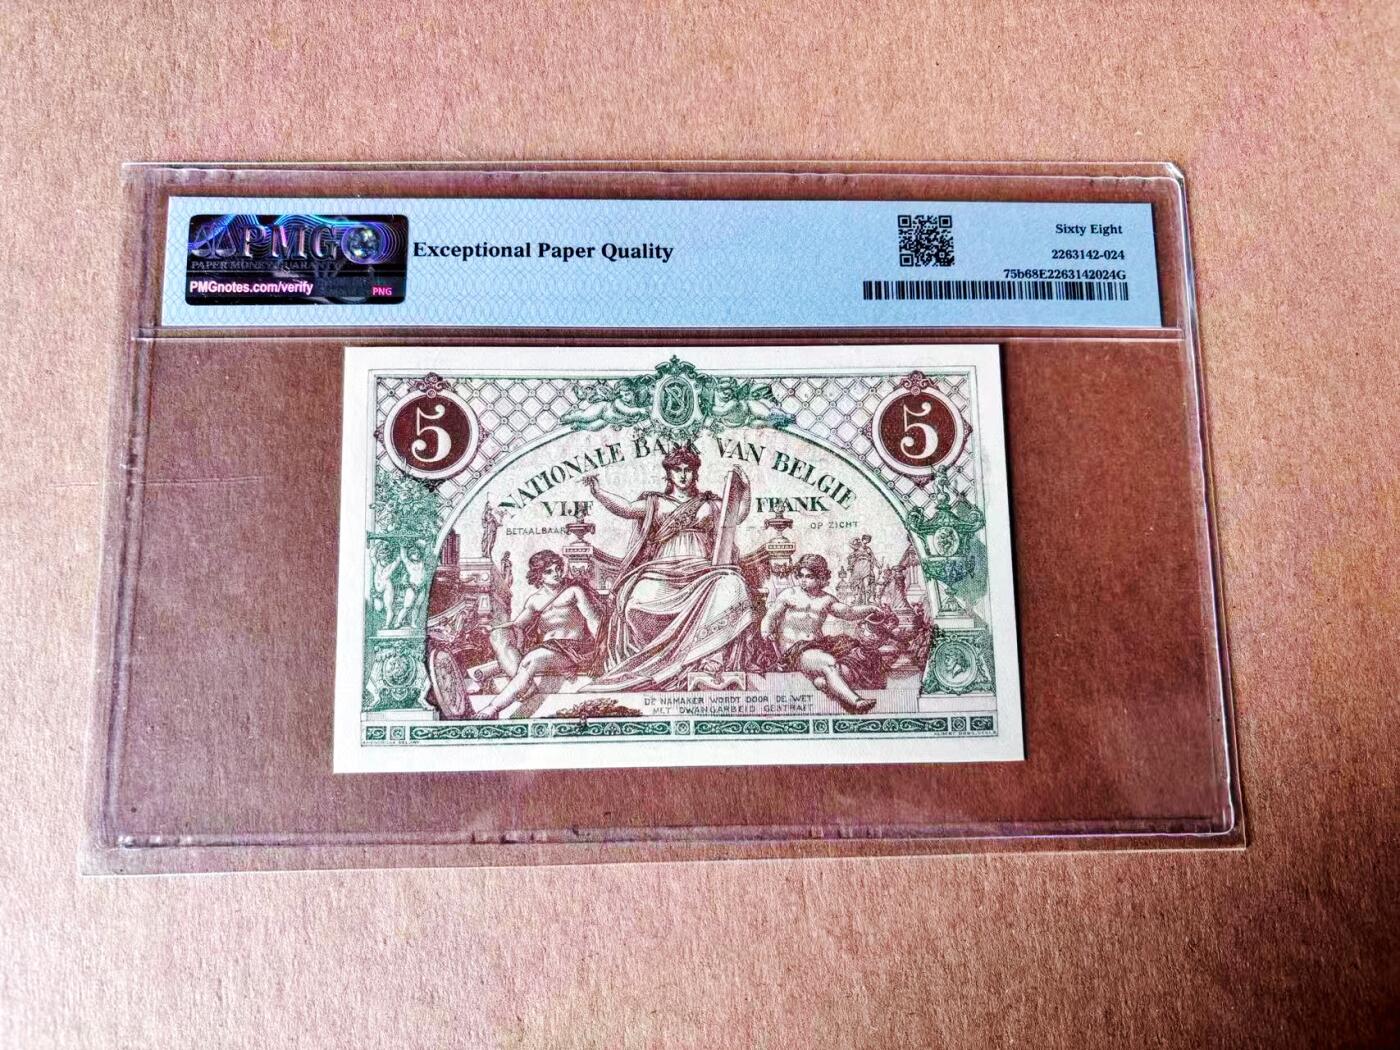 PMG
PAPER MONEY GUARANTY
PMGnotes.com/verify
PNG
Exceptional Paper Quality
Sixty Eight
2263142-024
75b68E2263142024G
5
5
NATIONALE BANK VAN BELGIE
VIJF FRANK
BETAALBAAR OP ZICHT
DE NAMAKER WORDT DOOR DE WET
MET DWANGARBEID GESTRAFT